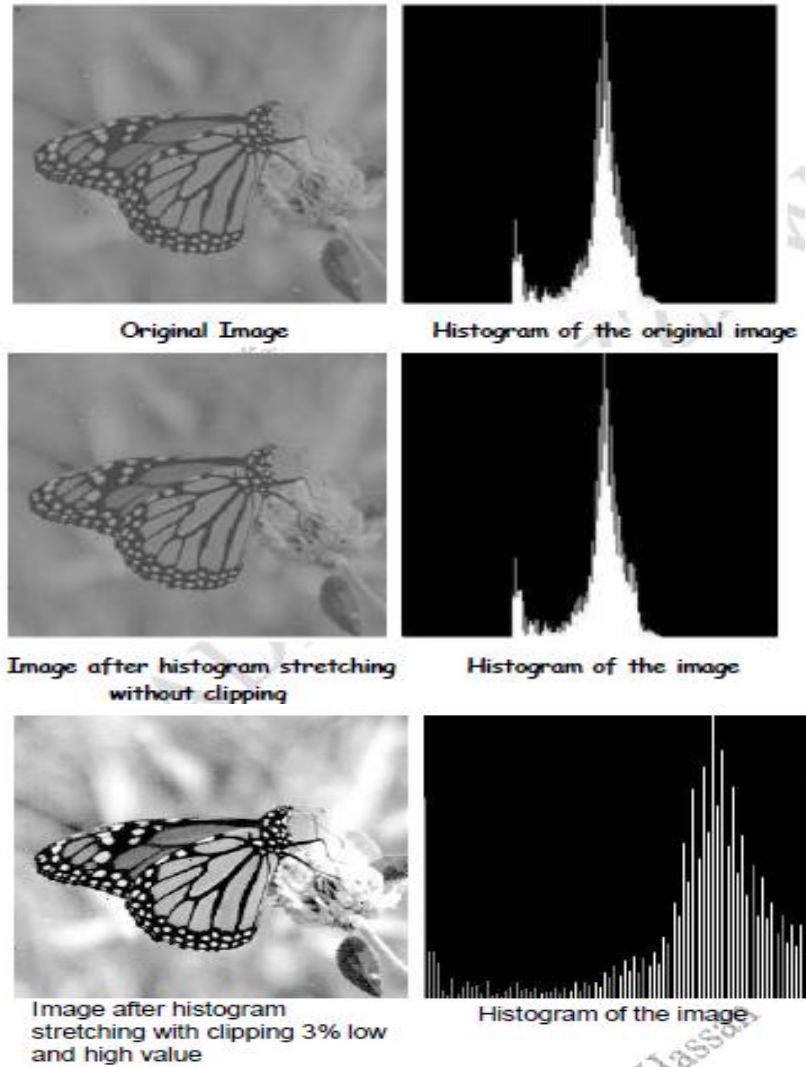 Original Image
Histogram of the original image
Image after histogram stretching
without clipping
Histogram of the image
Image after histogram
stretching with clipping 3% low
and high value
Histogram of the image
Hassan